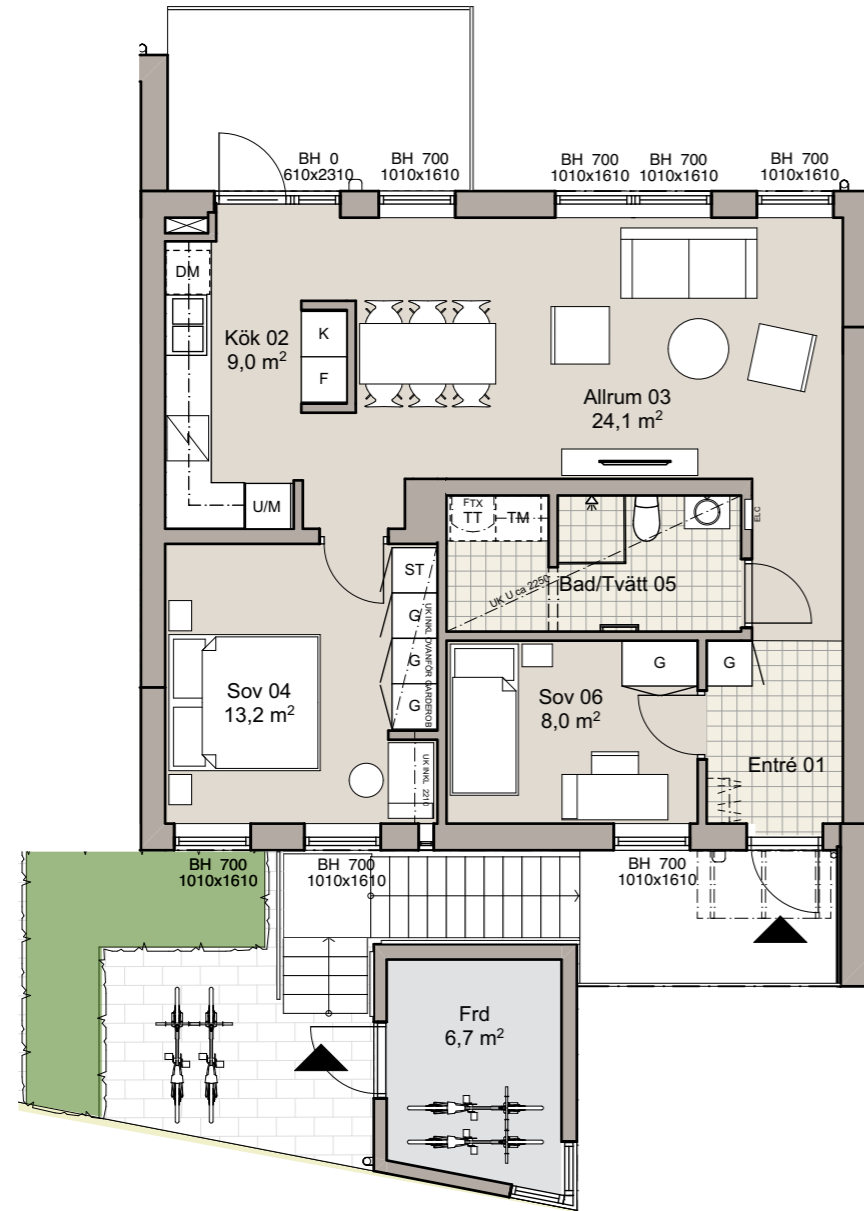 BH 0
610x2310
BH 700
1010x1610
BH 700
1010x1610
BH 700
1010x1610
BH 700
1010x1610
DM
Kök 02
9,0 m²
K
F
Allrum 03
24,1 m²
U/M
FTX
TT
TM
ELC
UK U ca 2250
Bad/Tvätt 05
ST
G
G
G
UK INKL OVANFÖR GARDEROB
Sov 04
13,2 m²
UK INKL 2210
Sov 06
8,0 m²
G
G
Entré 01
BH 700
1010x1610
BH 700
1010x1610
BH 700
1010x1610
Frd
6,7 m²